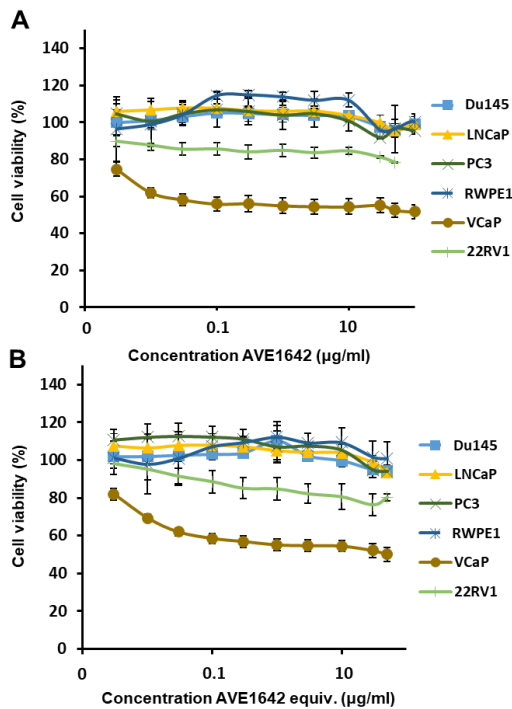 A
140
120
100
80
60
40
20
0
Cell viability (%)
0
0.1
10
Concentration AVE1642 (µg/ml)
Du145
LNCaP
PC3
RWPE1
VCaP
22RV1
B
140
120
100
80
60
40
20
0
Cell viability (%)
0
0.1
10
Concentration AVE1642 equiv. (µg/ml)
Du145
LNCaP
PC3
RWPE1
VCaP
22RV1